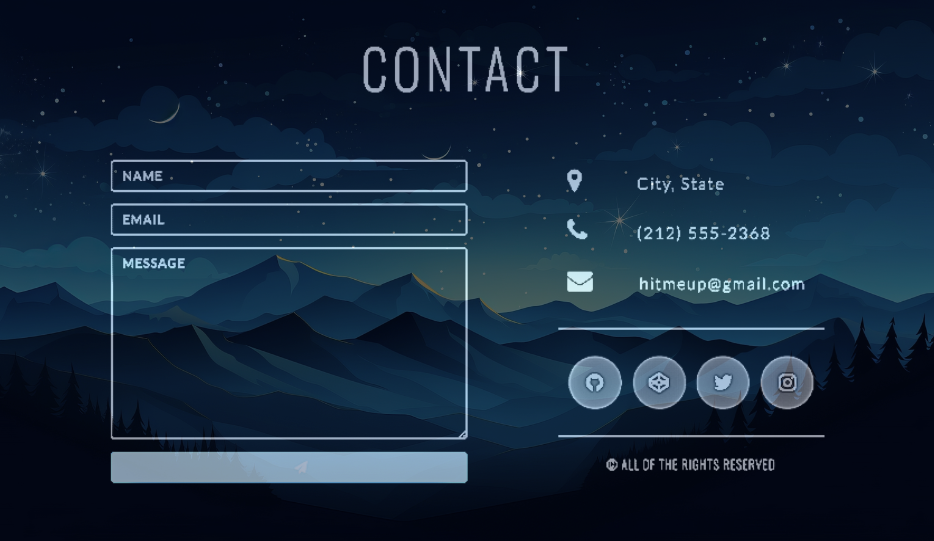 CONTACT
NAME
EMAIL
MESSAGE
City, State
(212) 555-2368
hitmeup@gmail.com
© ALL OF THE RIGHTS RESERVED